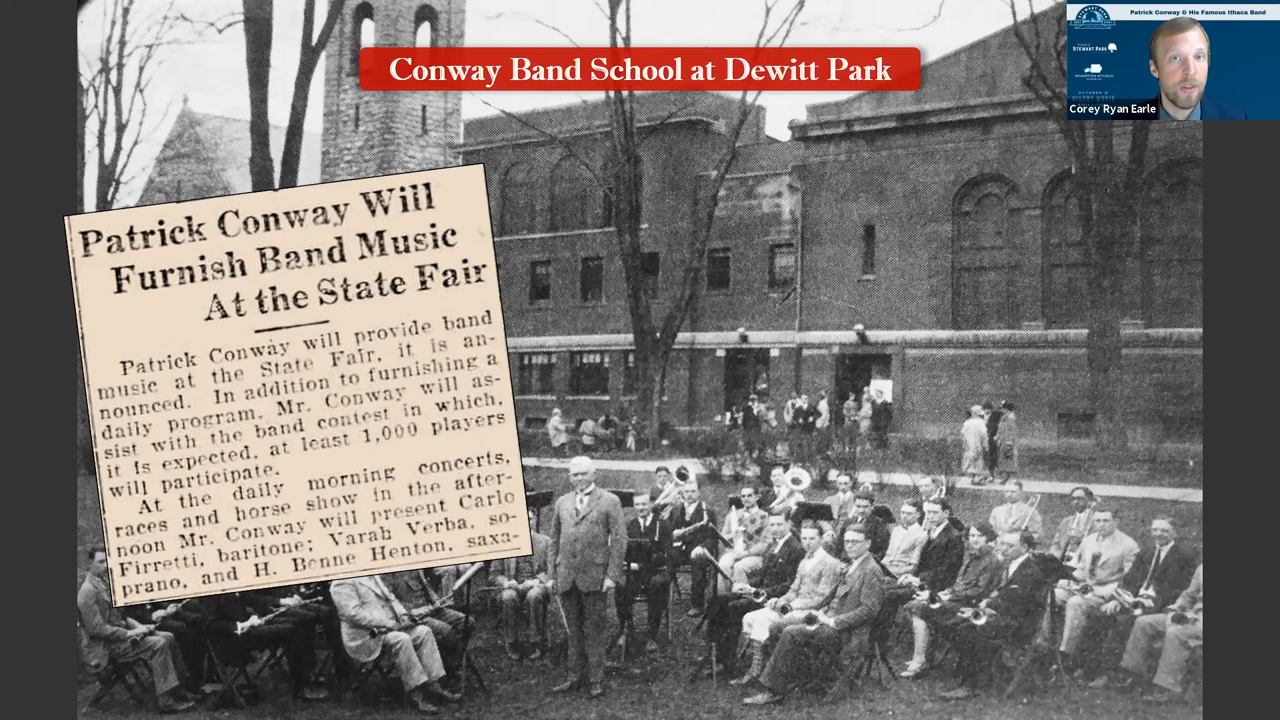 Conway Band School at Dewitt Park
Patrick Conway & His Famous Ithaca Band
STEWART PARK
WHARTON STUDIO
Corey Ryan Earle
Patrick Conway Will
Furnish Band Music
At the State Fair
Patrick Conway will provide band
music at the State Fair, it is an-
nounced. In addition to furnishing a
daily program, Mr. Conway will as-
sist with the band contest in which,
it is expected, at least 1,000 players
will participate.
At the daily morning concerts,
races and horse show in the after-
noon Mr. Conway will present Carlo
Firretti, baritone; Varah Verba, so-
prano, and H. Benne Henton, saxa-